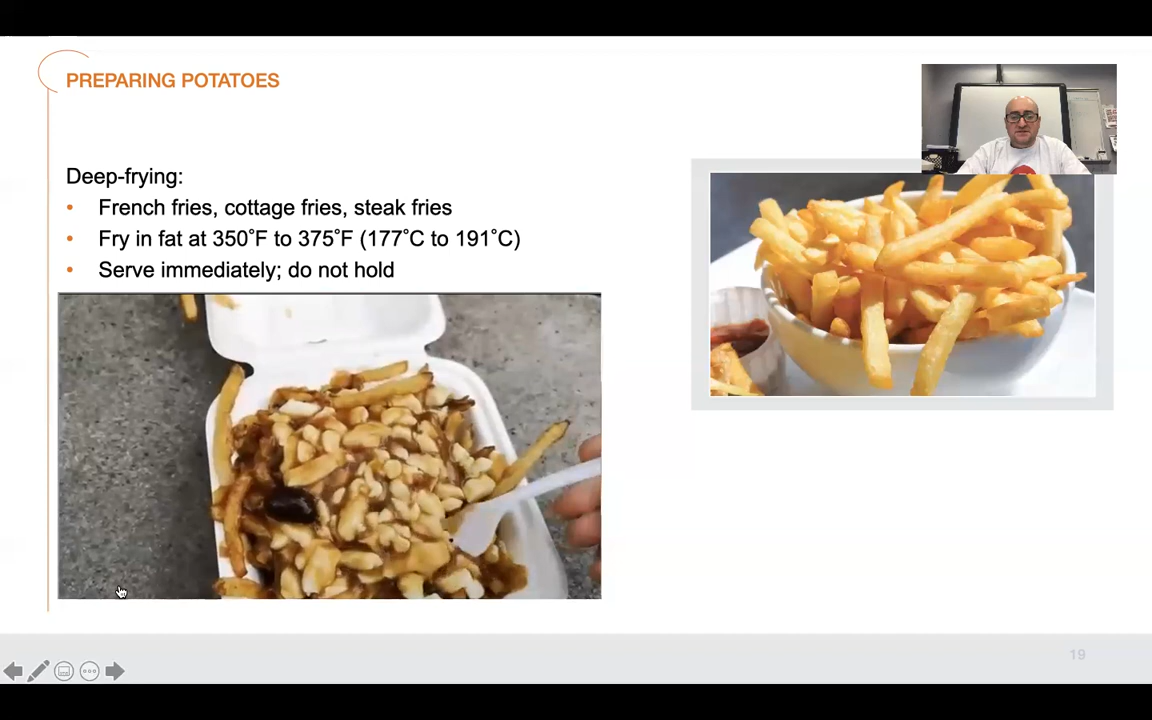 PREPARING POTATOES
Deep-frying:
• French fries, cottage fries, steak fries
• Fry in fat at 350˚F to 375˚F (177˚C to 191˚C)
• Serve immediately; do not hold
19